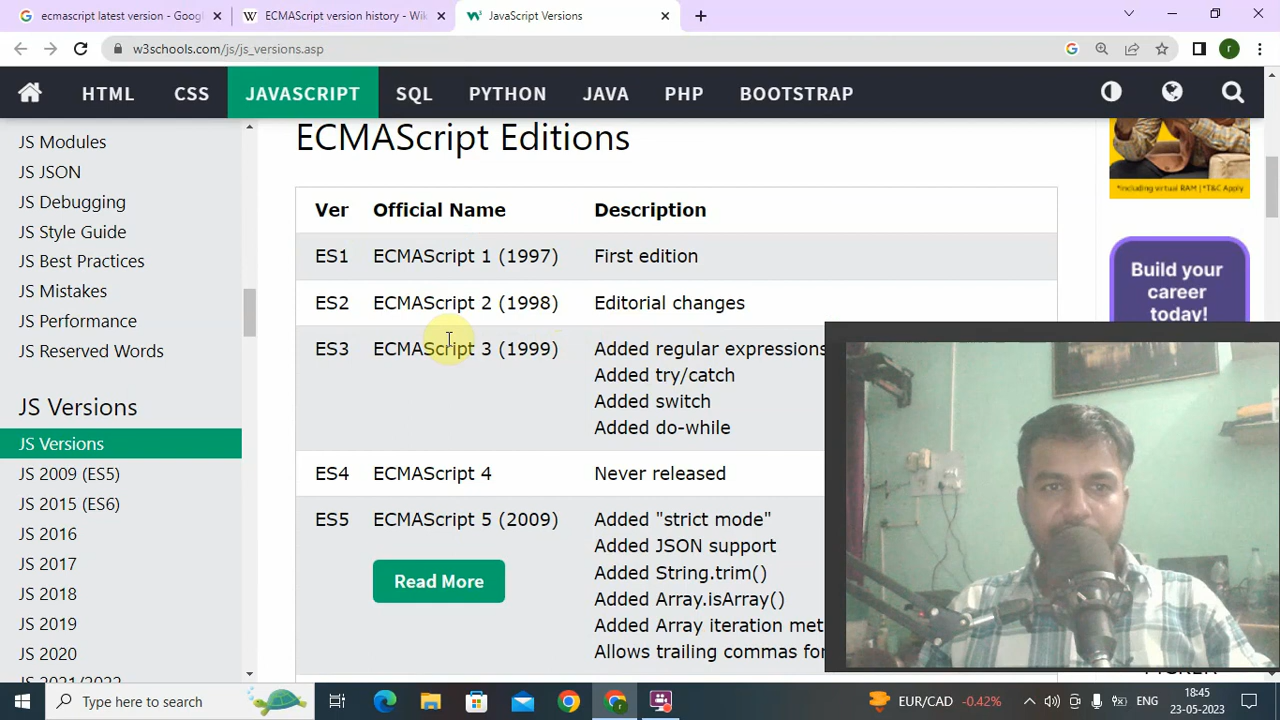 ecmascript latest version - Goog
ECMAScript version history - Wik
JavaScript Versions
w3schools.com/js/js_versions.asp
r
HTML
CSS
JAVASCRIPT
SQL
PYTHON
JAVA
PHP
BOOTSTRAP
JS Modules
JS JSON
JS Debugging
JS Style Guide
JS Best Practices
JS Mistakes
JS Performance
JS Reserved Words
JS Versions
JS Versions
JS 2009 (ES5)
JS 2015 (ES6)
JS 2016
JS 2017
JS 2018
JS 2019
JS 2020
JS 2021/2022
ECMAScript Editions
Ver Official Name Description
ES1 ECMAScript 1 (1997) First edition
ES2 ECMAScript 2 (1998) Editorial changes
ES3 ECMAScript 3 (1999) Added regular expressions
Added try/catch
Added switch
Added do-while
ES4 ECMAScript 4 Never released
ES5 ECMAScript 5 (2009) Added "strict mode"
Added JSON support
Read More
Added String.trim()
Added Array.isArray()
Added Array iteration met
Allows trailing commas for
*including virtual RAM | *T&C Apply
Build your
career
today!
Type here to search
EUR/CAD -0.42%
ENG
18:45
23-05-2023